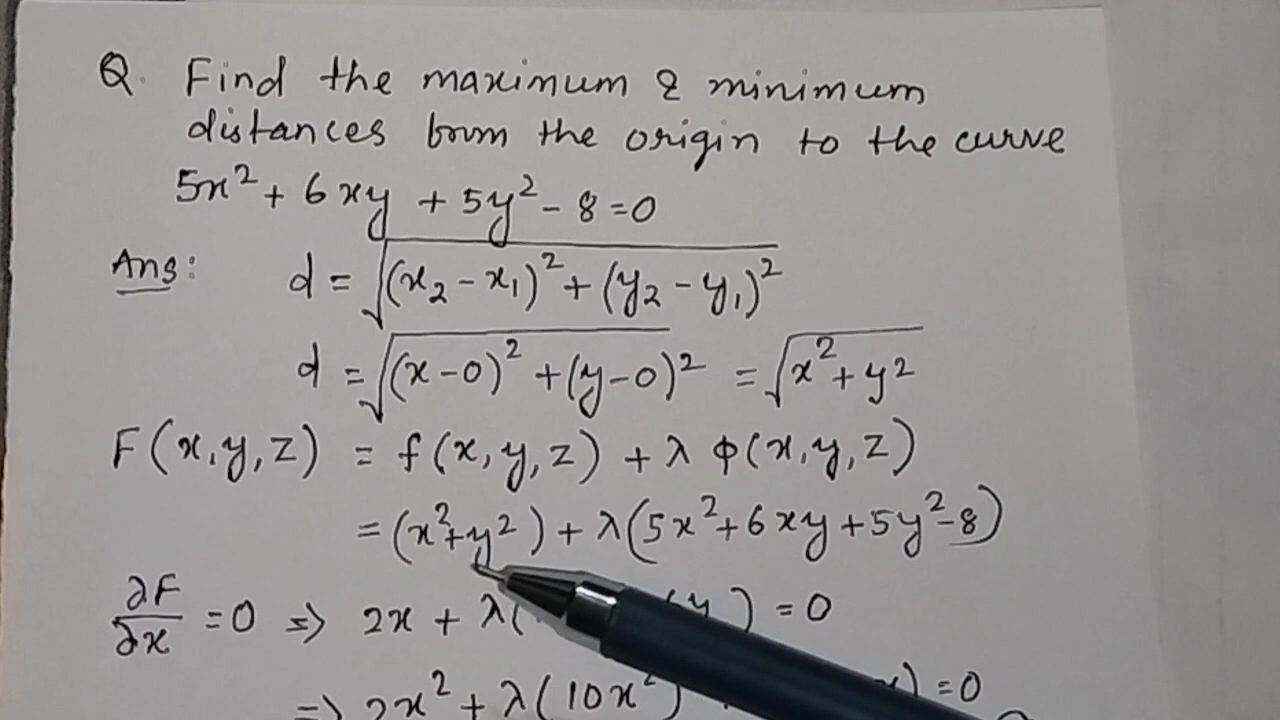 Q. Find the maximum & minimum
distances from the origin to the curve
5x² + 6xy + 5y² - 8 = 0
Ans: d = √((x₂ - x₁)² + (y₂ - y₁)²)
d = √((x-0)² + (y-0)²) = √(x² + y²)
F(x, y, z) = f(x, y, z) + λ φ(x, y, z)
= (x² + y²) + λ(5x² + 6xy + 5y² - 8)
∂F/∂x = 0 ⇒ 2x + λ( y) = 0
⇒ 2x² + λ(10x² ) = 0